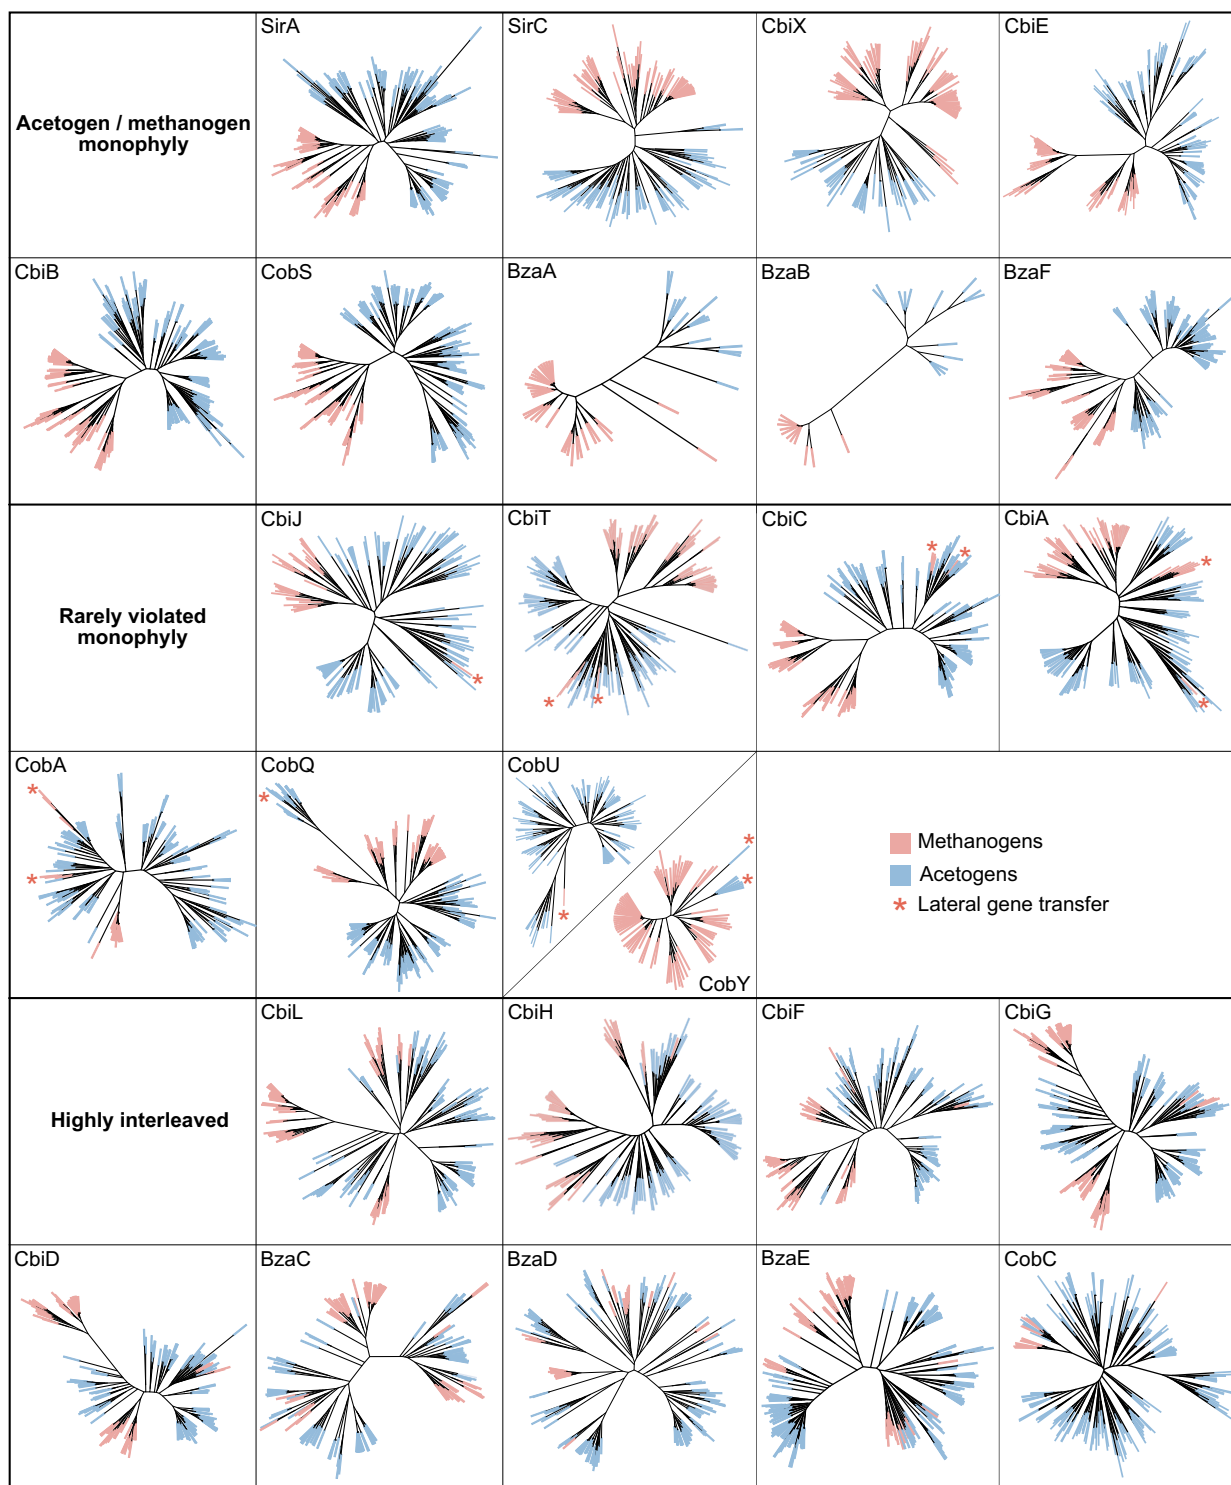 SirA
SirC
CbiX
CbiE
Acetogen / methanogen
monophyly
CbiB
CobS
BzaA
BzaB
BzaF
CbiJ
CbiT
CbiC
CbiA
Rarely violated
monophyly
*
*
*
*
*
*
*
CobA
CobQ
CobU
*
*
*
*
*
*
CobY
Methanogens
Acetogens
* Lateral gene transfer
CbiL
CbiH
CbiF
CbiG
Highly interleaved
CbiD
BzaC
BzaD
BzaE
CobC